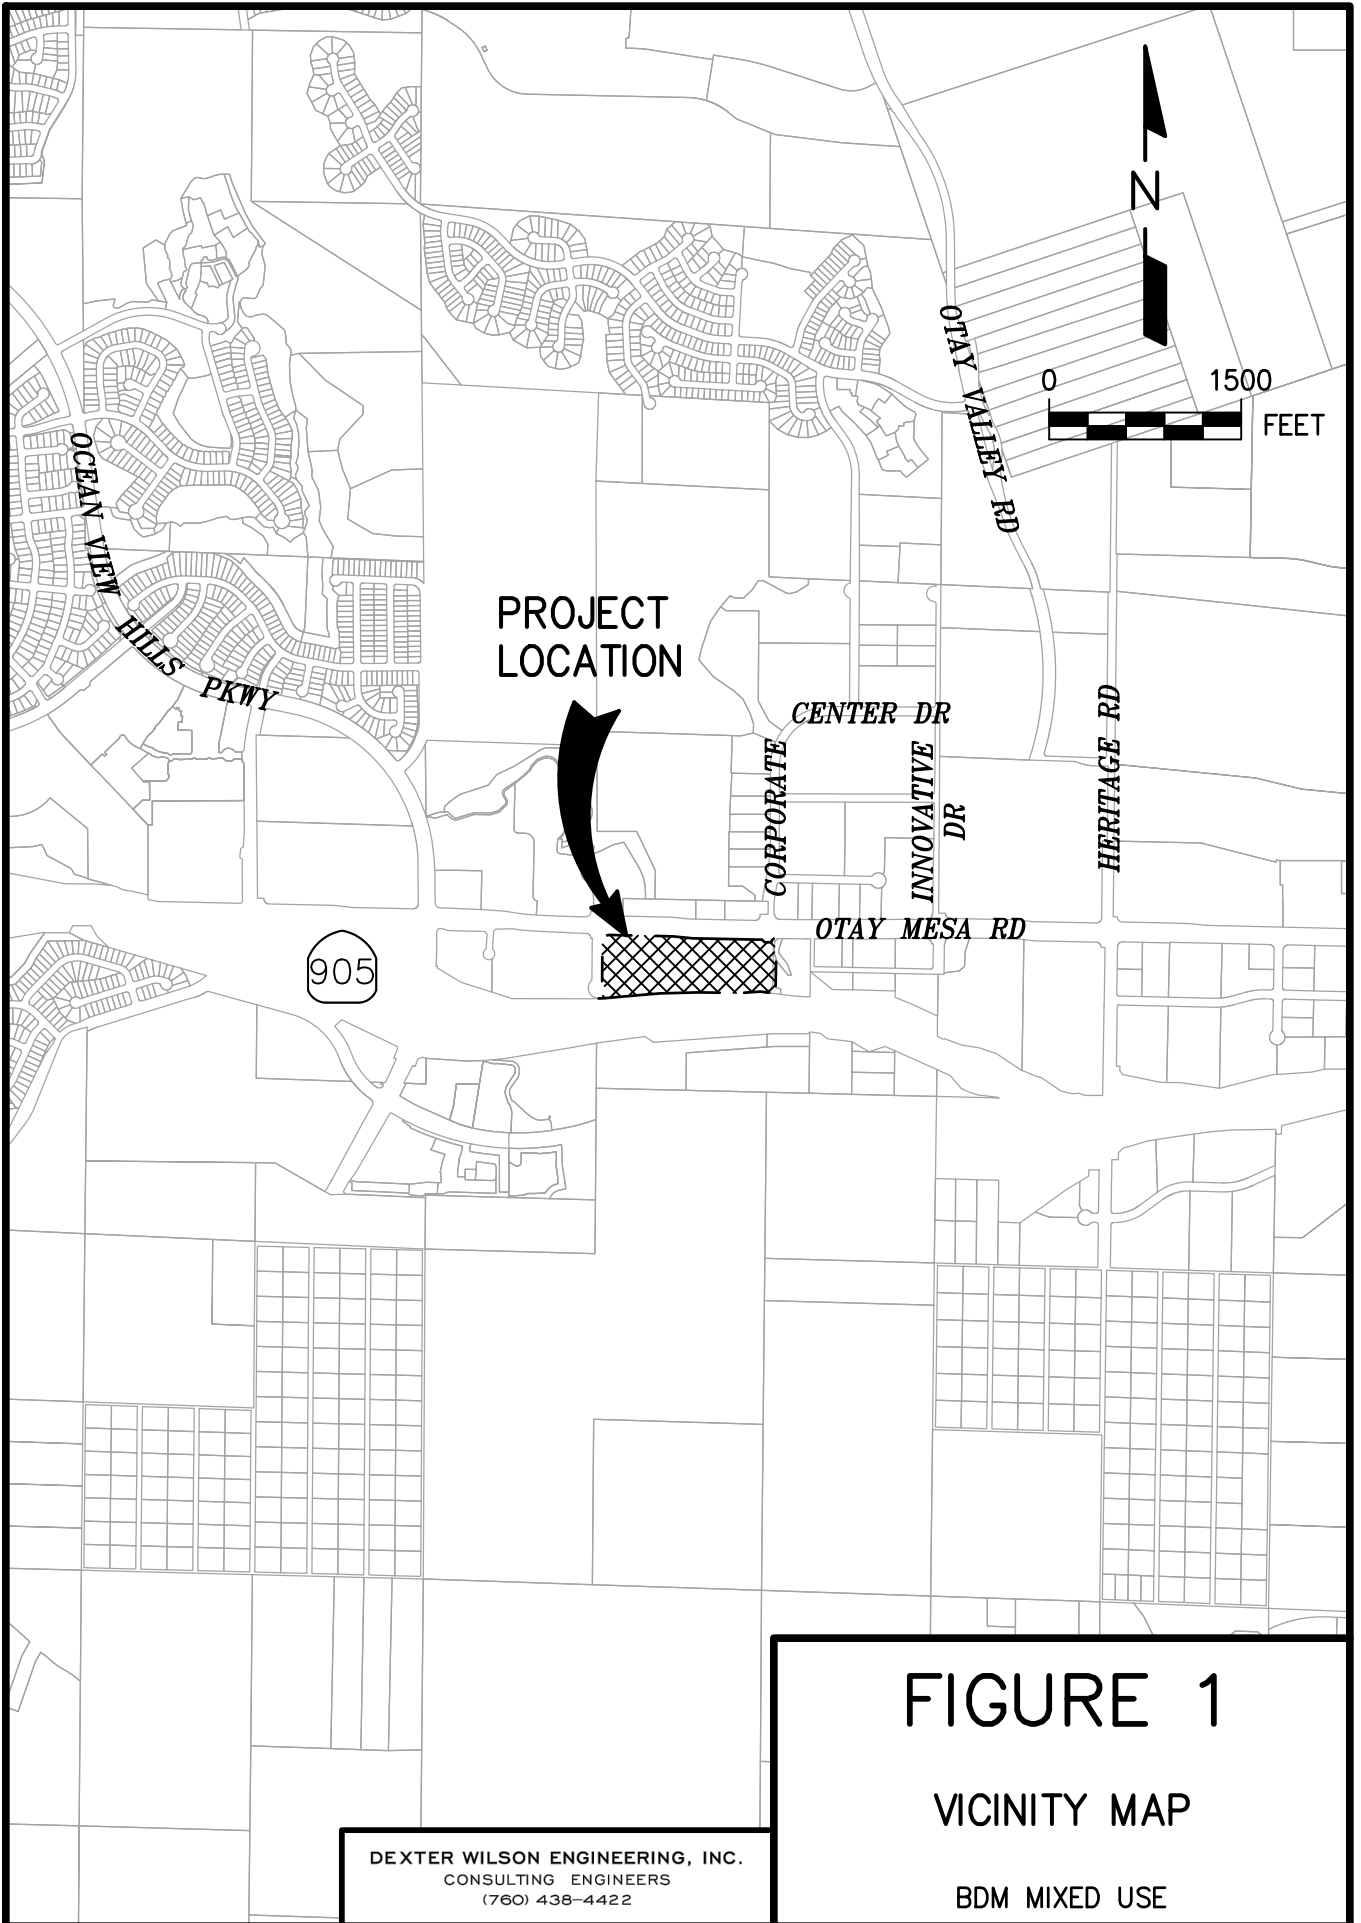 N
0 1500
FEET
OTAY VALLEY RD
OCEAN VIEW HILLS PKWY
PROJECT
LOCATION
CENTER DR
CORPORATE
INNOVATIVE
DR
HERITAGE RD
OTAY MESA RD
905
FIGURE 1
VICINITY MAP
BDM MIXED USE
DEXTER WILSON ENGINEERING, INC.
CONSULTING ENGINEERS
(760) 438-4422